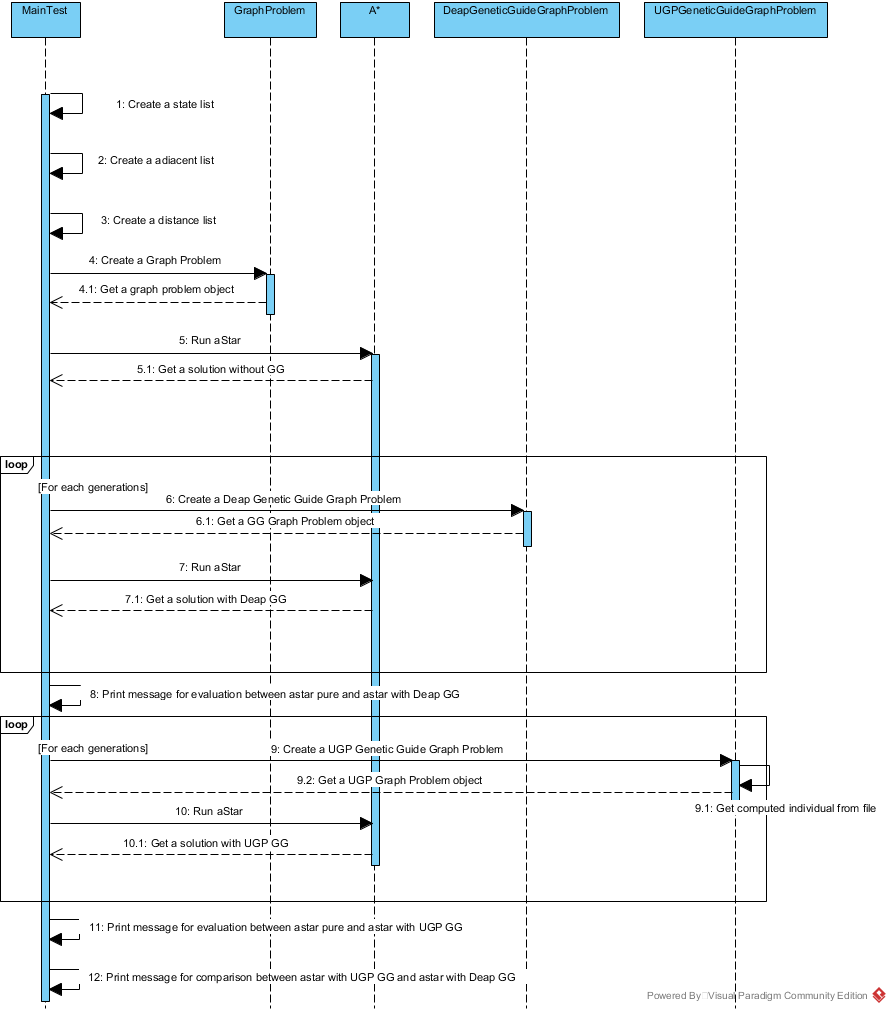 MainTest
GraphProblem
A*
DeapGeneticGuideGraphProblem
UGPGeneticGuideGraphProblem
1: Create a state list
2: Create a adiacent list
3: Create a distance list
4: Create a Graph Problem
4.1: Get a graph problem object
5: Run aStar
5.1: Get a solution without GG
loop
[For each generations]
6: Create a Deap Genetic Guide Graph Problem
6.1: Get a GG Graph Problem object
7: Run aStar
7.1: Get a solution with Deap GG
8: Print message for evaluation between astar pure and astar with Deap GG
loop
[For each generations]
9: Create a UGP Genetic Guide Graph Problem
9.2: Get a UGP Graph Problem object
9.1: Get computed individual from file
10: Run aStar
10.1: Get a solution with UGP GG
11: Print message for evaluation between astar pure and astar with UGP GG
12: Print message for comparison between astar with UGP GG and astar with Deap GG
Powered By Visual Paradigm Community Edition